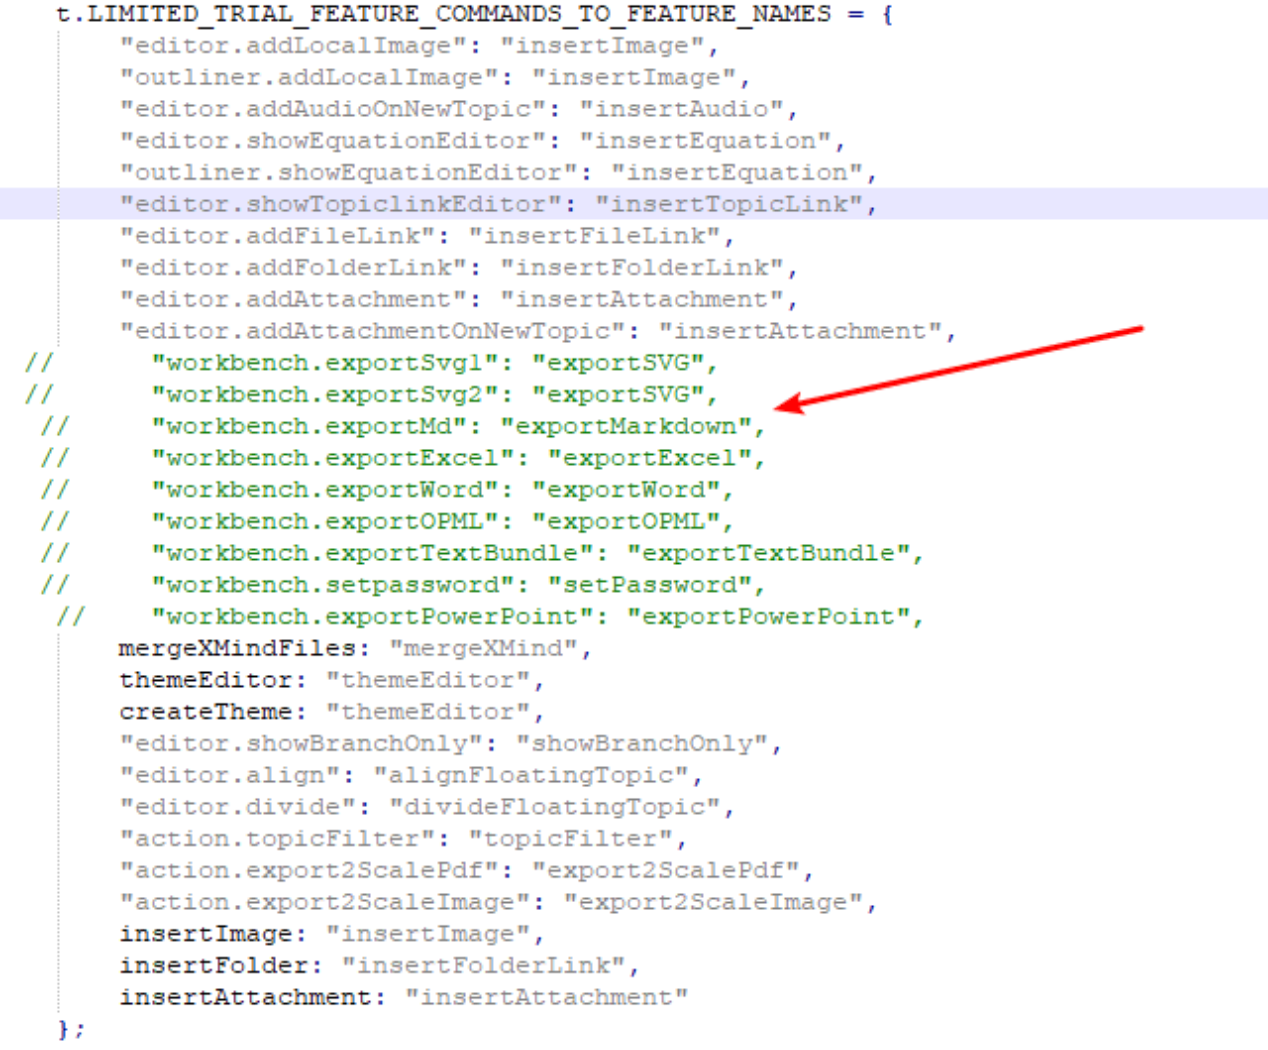 t.LIMITED_TRIAL_FEATURE_COMMANDS_TO_FEATURE_NAMES = {
"editor.addLocalImage": "insertImage",
"outliner.addLocalImage": "insertImage",
"editor.addAudioOnNewTopic": "insertAudio",
"editor.showEquationEditor": "insertEquation",
"outliner.showEquationEditor": "insertEquation",
"editor.showTopiclinkEditor": "insertTopicLink",
"editor.addFileLink": "insertFileLink",
"editor.addFolderLink": "insertFolderLink",
"editor.addAttachment": "insertAttachment",
"editor.addAttachmentOnNewTopic": "insertAttachment",
// "workbench.exportSvg1": "exportSVG",
// "workbench.exportSvg2": "exportSVG",
// "workbench.exportMd": "exportMarkdown",
// "workbench.exportExcel": "exportExcel",
// "workbench.exportWord": "exportWord",
// "workbench.exportOPML": "exportOPML",
// "workbench.exportTextBundle": "exportTextBundle",
// "workbench.setpassword": "setPassword",
// "workbench.exportPowerPoint": "exportPowerPoint",
mergeXMindFiles: "mergeXMind",
themeEditor: "themeEditor",
createTheme: "themeEditor",
"editor.showBranchOnly": "showBranchOnly",
"editor.align": "alignFloatingTopic",
"editor.divide": "divideFloatingTopic",
"action.topicFilter": "topicFilter",
"action.export2ScalePdf": "export2ScalePdf",
"action.export2ScaleImage": "export2ScaleImage",
insertImage: "insertImage",
insertFolder: "insertFolderLink",
insertAttachment: "insertAttachment"
};